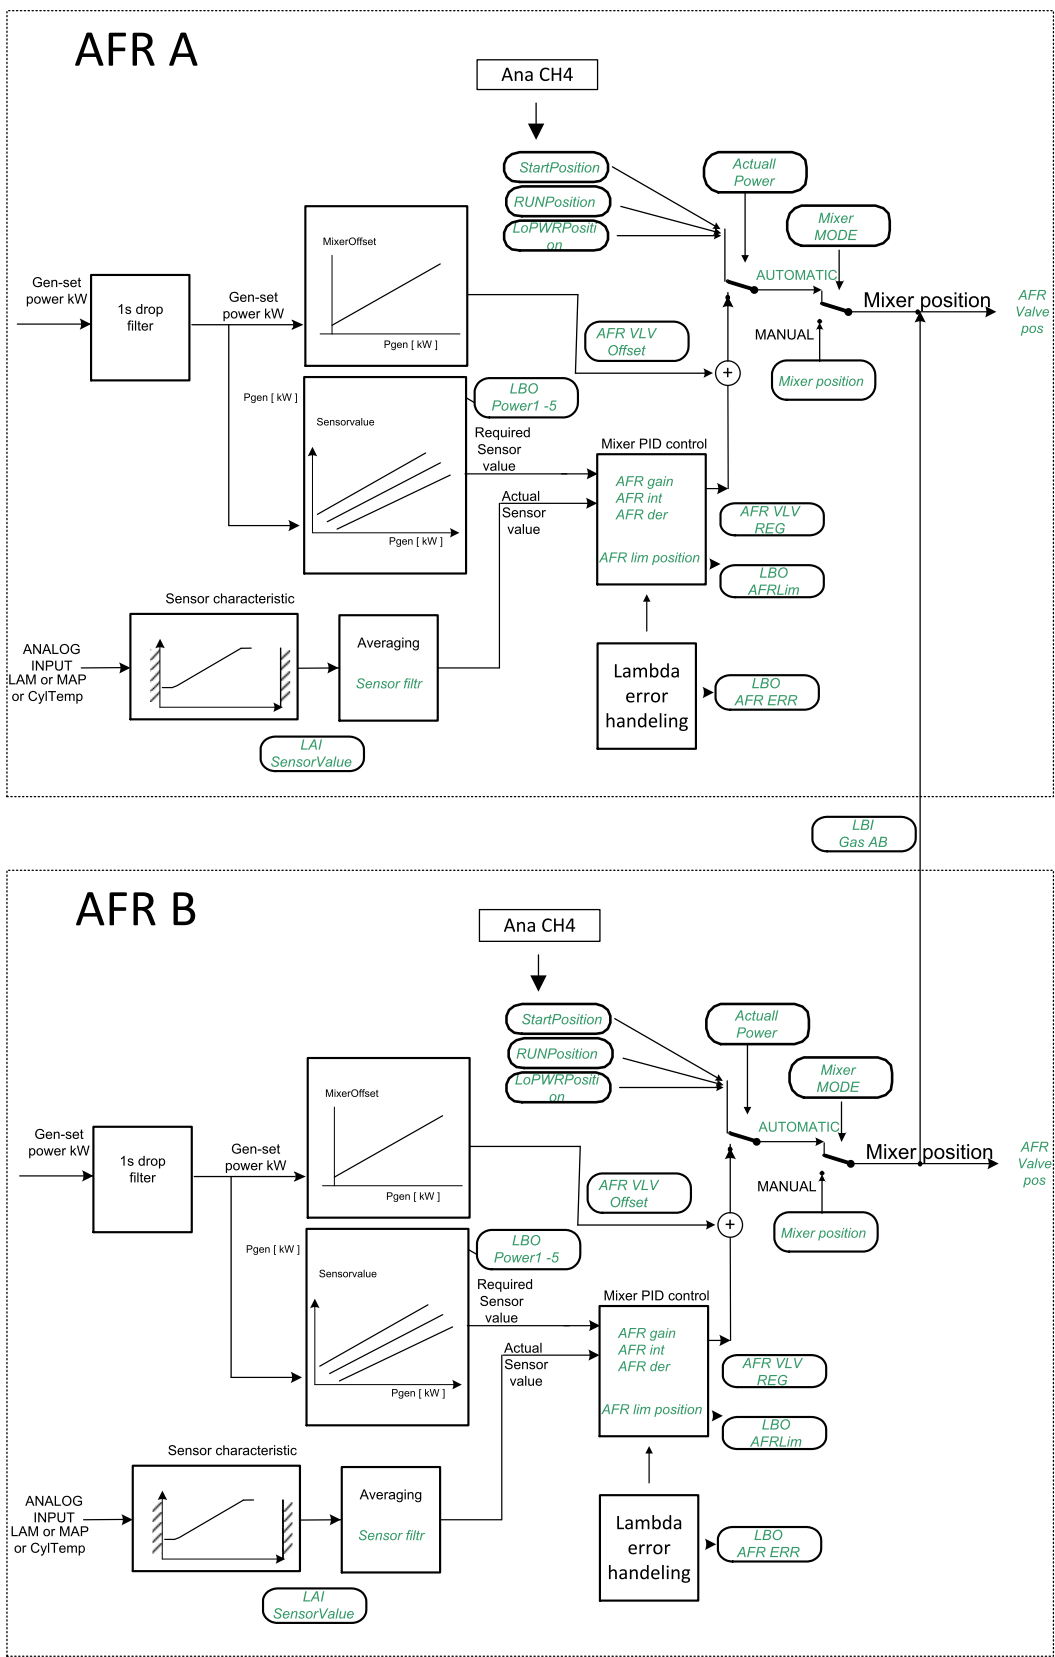 AFR A
Ana CH4
StartPosition
RUNPosition
LoPWRPositi
on
Actuall
Power
Mixer
MODE
AUTOMATIC
Mixer position
AFR
Valve
pos
MANUAL
Mixer position
Gen-set
power kW
1s drop
filter
Gen-set
power kW
MixerOffset
Pgen [ kW ]
AFR VLV
Offset
+
Pgen [ kW ]
LBO
Power1 -5
Sensorvalue
Pgen [ kW ]
Required
Sensor
value
Actual
Sensor
value
Mixer PID control
AFR gain
AFR int
AFR der
AFR lim position
AFR VLV
REG
LBO
AFRLim
Sensor characteristic
ANALOG
INPUT
LAM or MAP
or CylTemp
Averaging
Sensor filtr
Lambda
error
handeling
LBO
AFR ERR
LAI
SensorValue
LBI
Gas AB
AFR B
Ana CH4
StartPosition
RUNPosition
LoPWRPositi
on
Actuall
Power
Mixer
MODE
AUTOMATIC
Mixer position
AFR
Valve
pos
MANUAL
Mixer position
Gen-set
power kW
1s drop
filter
Gen-set
power kW
MixerOffset
Pgen [ kW ]
AFR VLV
Offset
+
Pgen [ kW ]
LBO
Power1 -5
Sensorvalue
Pgen [ kW ]
Required
Sensor
value
Actual
Sensor
value
Mixer PID control
AFR gain
AFR int
AFR der
AFR lim position
AFR VLV
REG
LBO
AFRLim
Sensor characteristic
ANALOG
INPUT
LAM or MAP
or CylTemp
Averaging
Sensor filtr
Lambda
error
handeling
LBO
AFR ERR
LAI
SensorValue